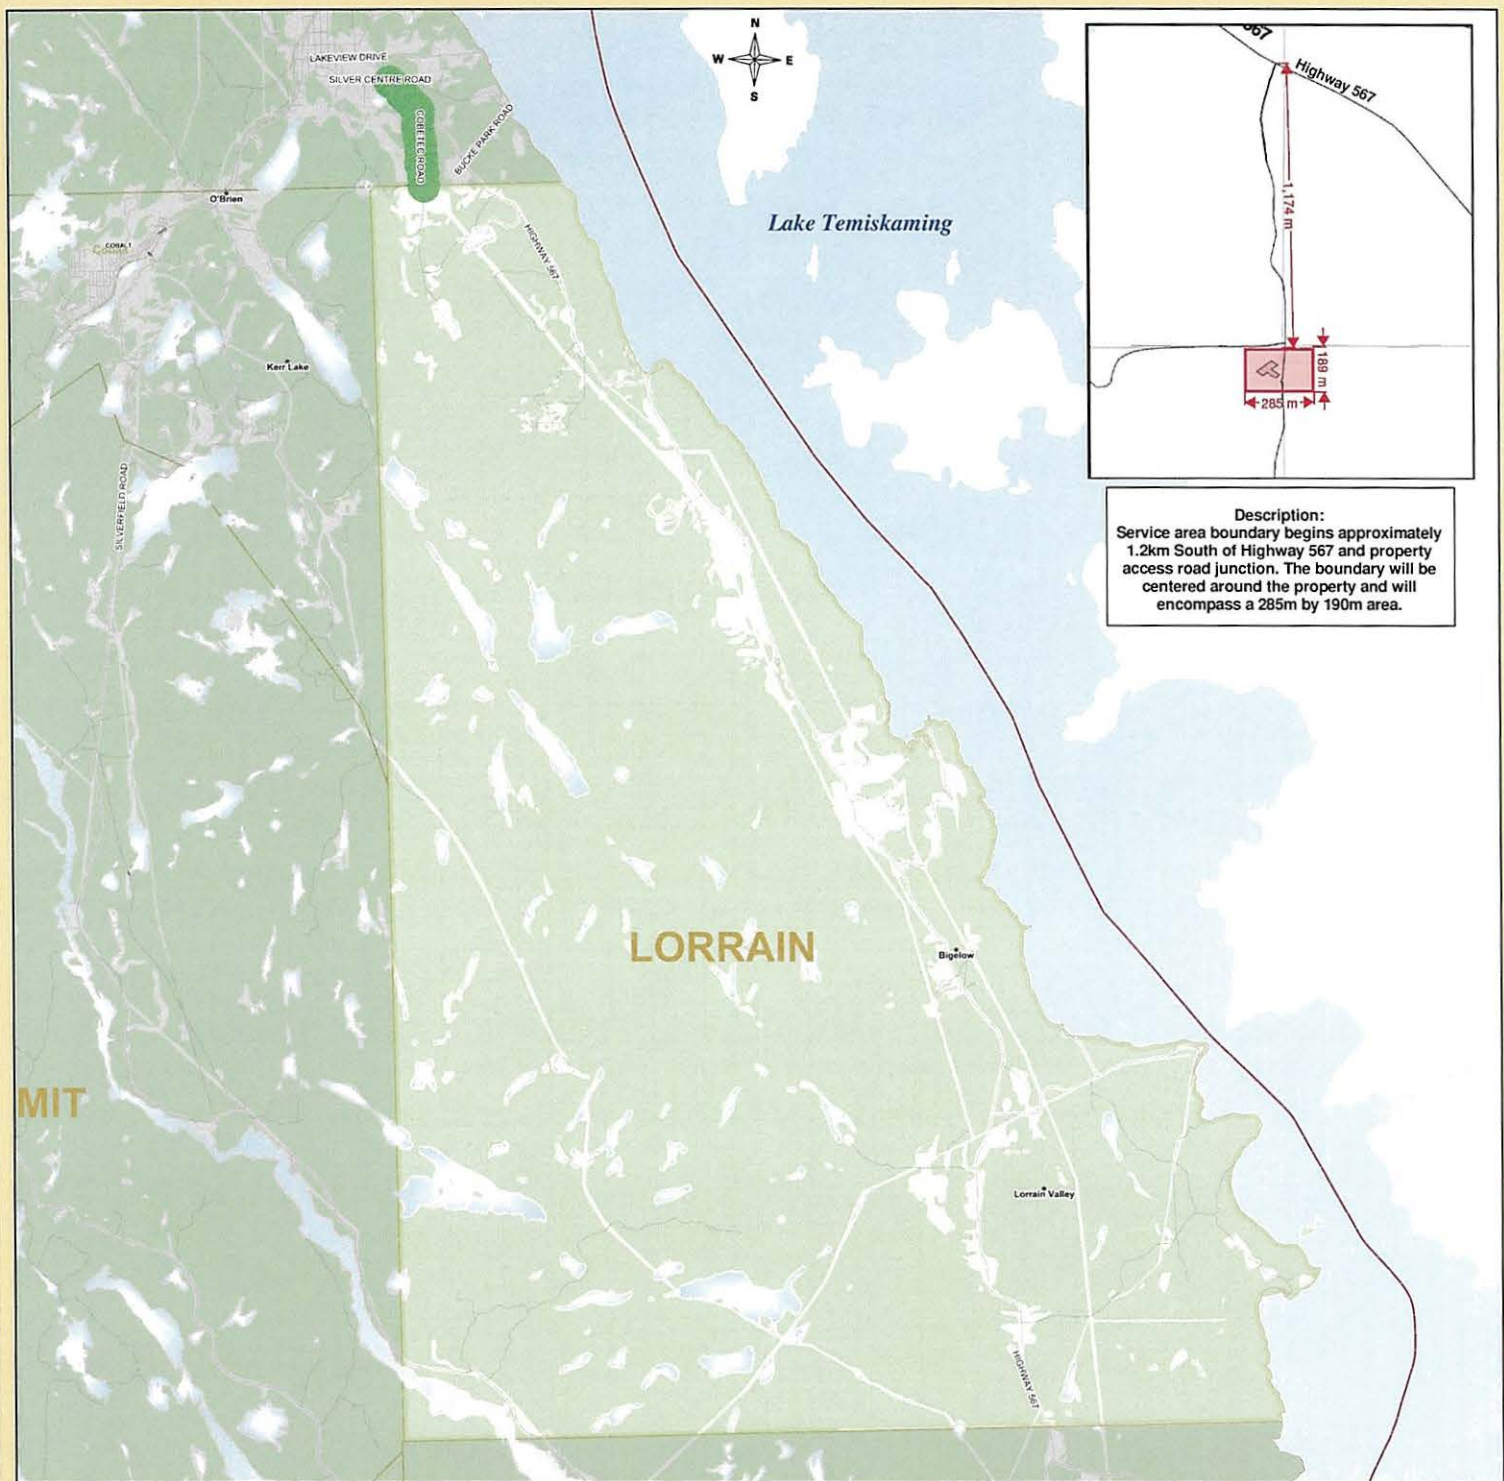 N
W E
S
LAKEVIEW DRIVE
SILVER CENTRE ROAD
COBETEC ROAD
BUCKE PARK ROAD
O'Brien
COBALT
Cobalt
HIGHWAY 567
Kerr Lake
SILVERFIELD ROAD
Lake Temiskaming
567
Highway 567
1,174 m
189 m
285 m
Description:
Service area boundary begins approximately
1.2km South of Highway 567 and property
access road junction. The boundary will be
centered around the property and will
encompass a 285m by 190m area.
LORRAIN
Bigelow
MIT
Lorrain Valley
HIGHWAY 567